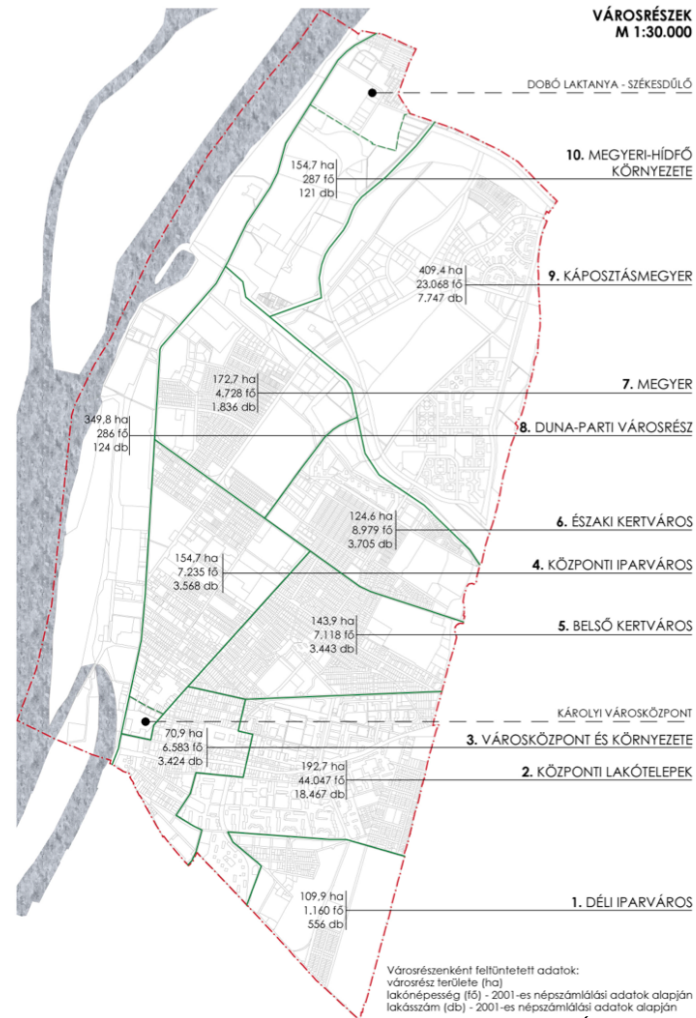 VÁROSRÉSZEK
M 1:30.000
DOBÓ LAKTANYA - SZÉKESDŰLŐ
10. MEGYERI-HÍDFŐ
KÖRNYEZETE
154,7 ha
287 fő
121 db
409,4 ha
23.068 fő
7.747 db
9. KÁPOSZTÁSMEGYER
172,7 ha
4.728 fő
1.836 db
7. MEGYER
349,8 ha
286 fő
124 db
8. DUNA-PARTI VÁROSRÉSZ
124,6 ha
8.979 fő
3.705 db
6. ÉSZAKI KERTVÁROS
154,7 ha
7.235 fő
3.568 db
4. KÖZPONTI IPARVÁROS
143,9 ha
7.118 fő
3.443 db
5. BELSŐ KERTVÁROS
KÁROLYI VÁROSKÖZPONT
70,9 ha
6.583 fő
3.424 db
3. VÁROSKÖZPONT ÉS KÖRNYEZETE
192,7 ha
44.047 fő
18.467 db
2. KÖZPONTI LAKÓTELEPEK
109,9 ha
1.160 fő
556 db
1. DÉLI IPARVÁROS
Városrészenként feltüntetett adatok:
városrész területe (ha)
lakónépesség (fő) - 2001-es népszámlálási adatok alapján
lakásszám (db) - 2001-es népszámlálási adatok alapján